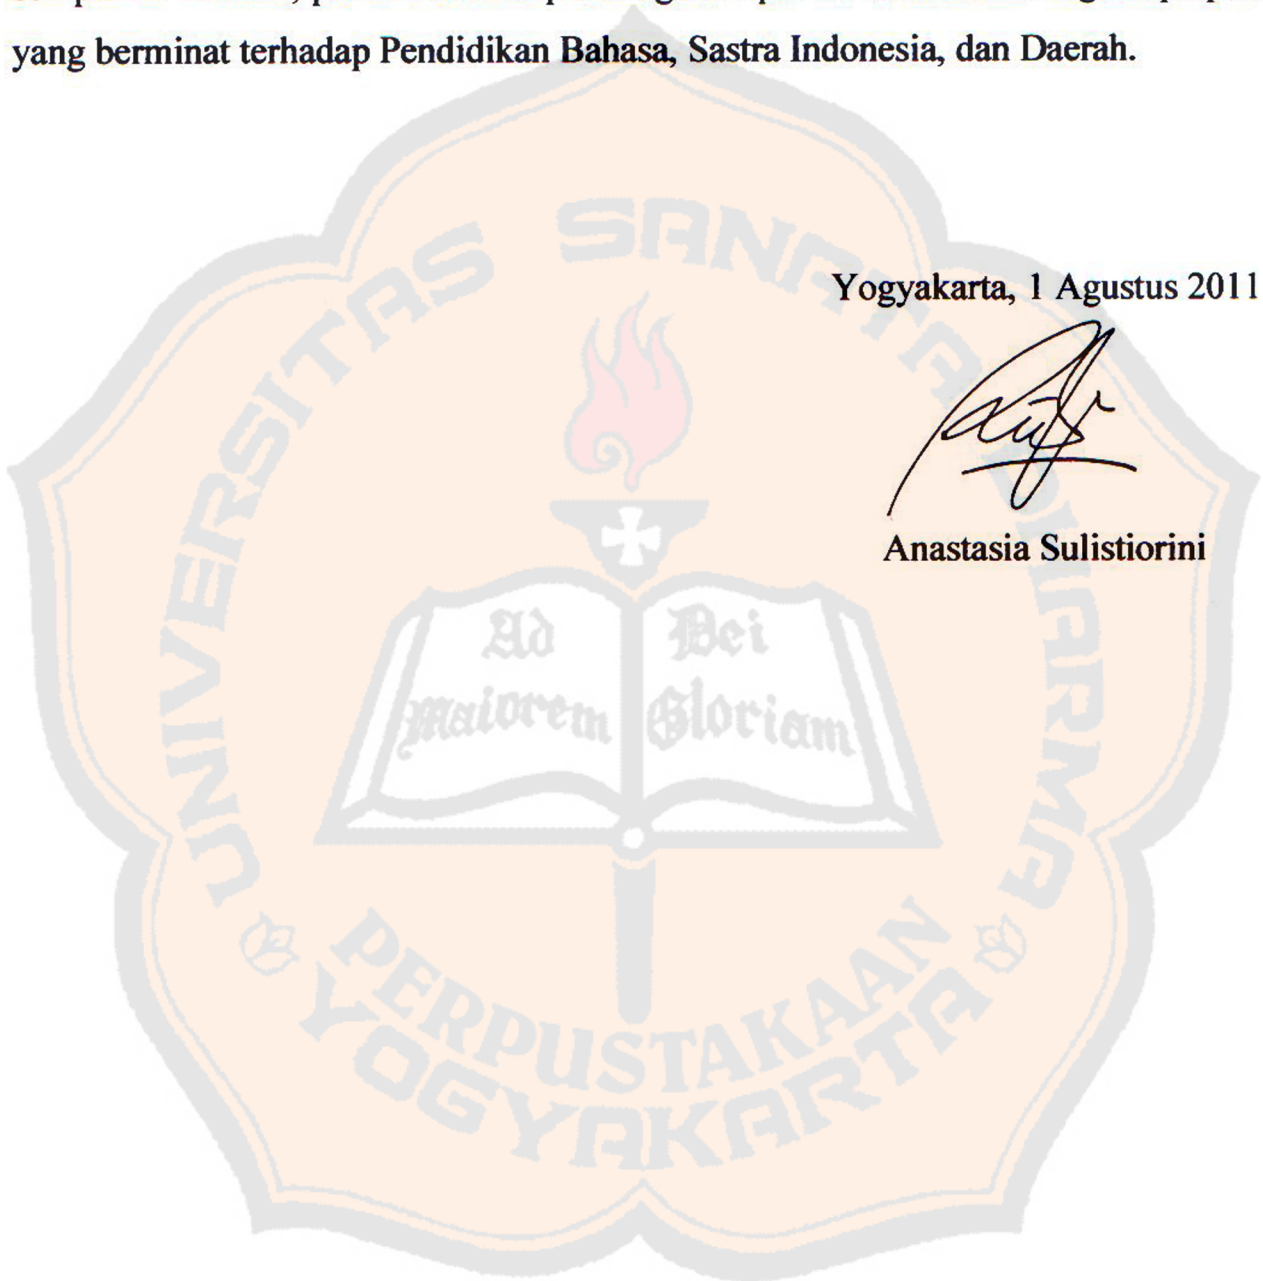 yang berminat terhadap Pendidikan Bahasa, Sastra Indonesia, dan Daerah.
Yogyakarta, 1 Agustus 2011
Anastasia Sulistiorini
UNIVERSITAS SANATA DHARMA
Ad Dei
maiorem Gloriam
PERPUSTAKAAN
YOGYAKARTA